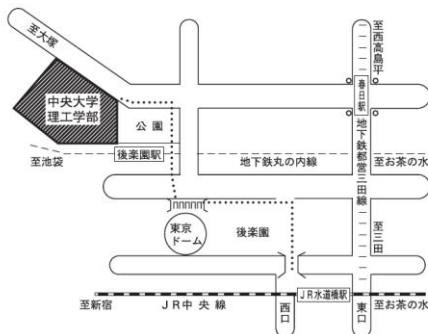 至大塚
至西高島平
中央大学
理工学部
春日駅
公園
至池袋
後楽園駅
地下鉄丸の内線
地下鉄都営三田線
至お茶の水
東京
ドーム
後楽園
至三田
JR水道橋駅
至新宿
JR中央線
西口
東口
至お茶の水